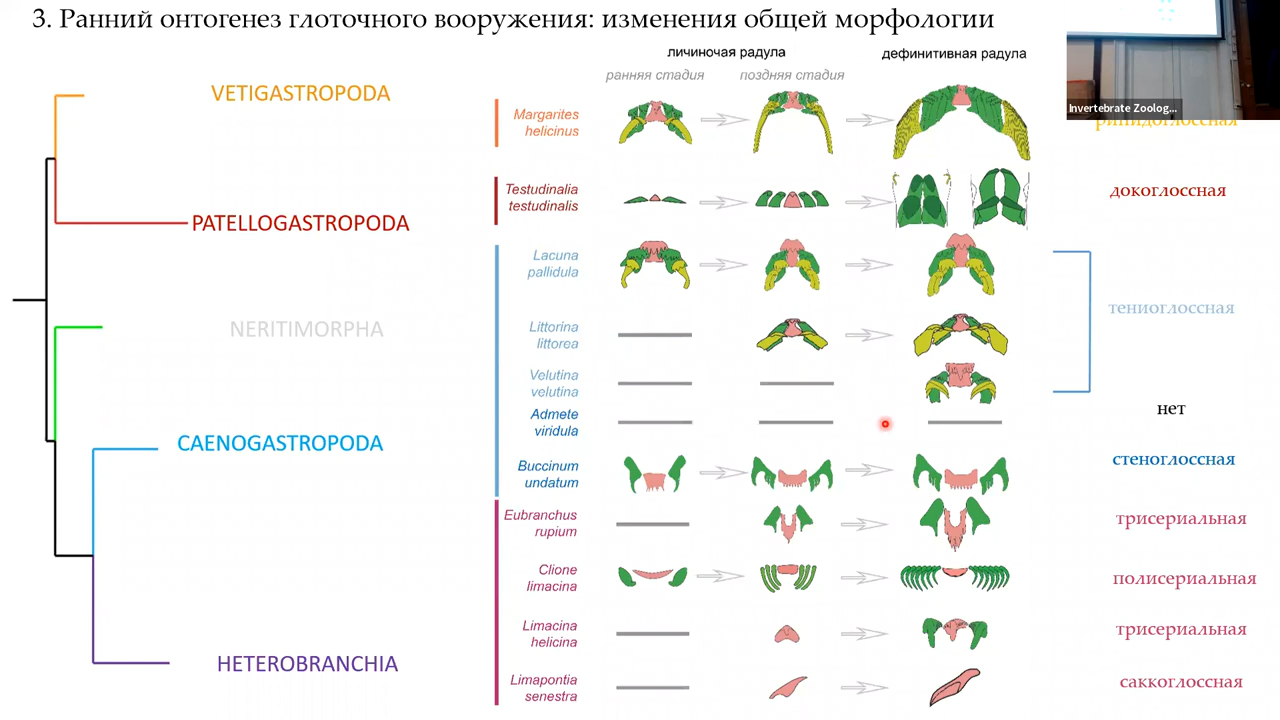 3. Ранний онтогенез глоточного вооружения: изменения общей морфологии
личиночная радула
дефинитивная радула
ранняя стадия
поздняя стадия
Invertebrate Zoolog...
VETIGASTROPODA
Margarites
helicinus
Testudinalia
testudinalis
докоглоссная
PATELLOGASTROPODA
Lacuna
pallidula
тениоглоссная
NERITIMORPHA
Littorina
littorea
Velutina
velutina
нет
Admete
viridula
CAENOGASTROPODA
Buccinum
undatum
стеноглоссная
Eubranchus
rupium
трисериальная
Clione
limacina
полисериальная
Limacina
helicina
трисериальная
HETEROBRANCHIA
Limapontia
senestra
саккоглоссная